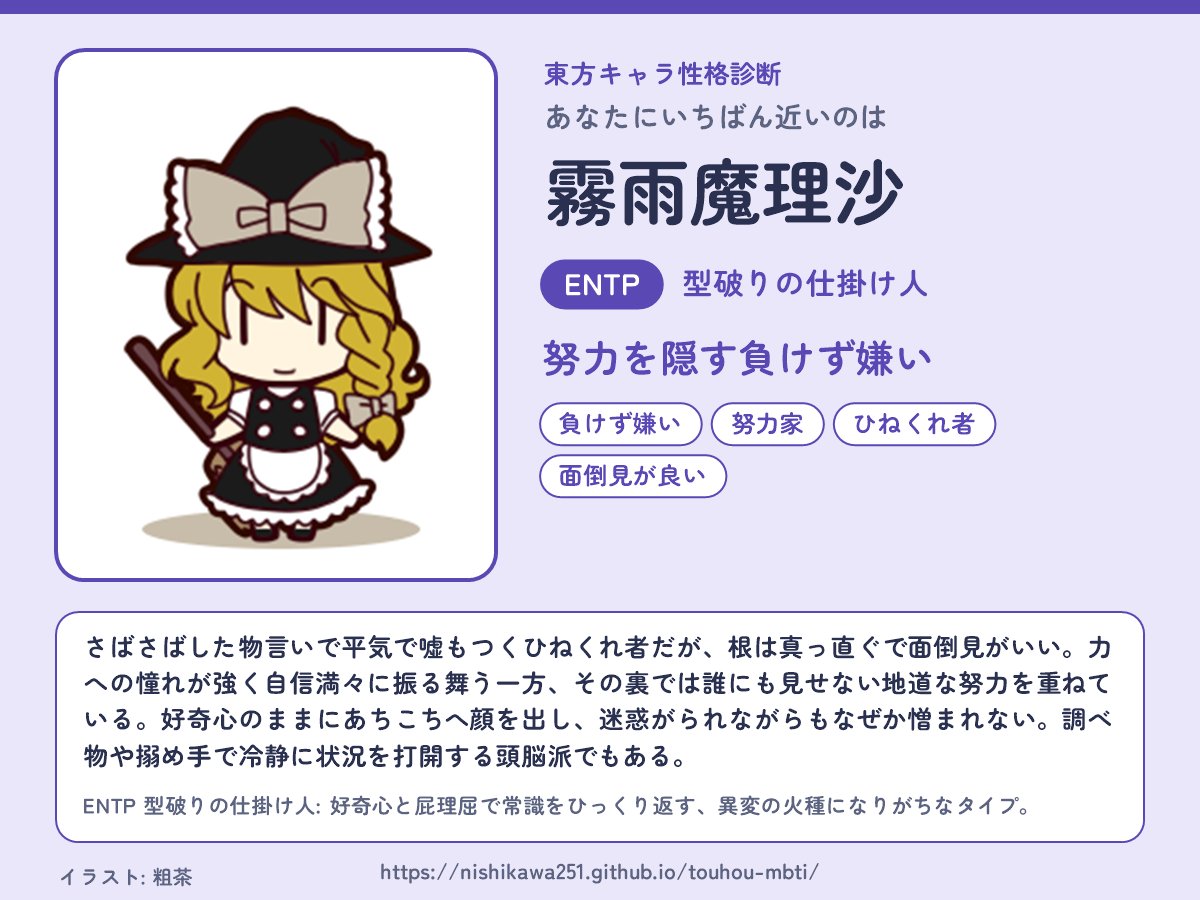 東方キャラ性格診断
あなたにいちばん近いのは
霧雨魔理沙
ENTP 型破りの仕掛け人
努力を隠す負けず嫌い
負けず嫌い 努力家 ひねくれ者
面倒見が良い
さばさばした物言いで平気で嘘もつくひねくれ者だが、根は真っ直ぐで面倒見がいい。力
への憧れが強く自信満々に振る舞う一方、その裏では誰にも見せない地道な努力を重ねて
いる。好奇心のままにあちこちへ顔を出し、迷惑がられながらもなぜか憎まれない。調べ
物や搦め手で冷静に状況を打開する頭脳派でもある。
ENTP 型破りの仕掛け人: 好奇心と屁理屈で常識をひっくり返す、異変の火種になりがちなタイプ。
イラスト: 粗茶
https://nishikawa251.github.io/touhou-mbti/